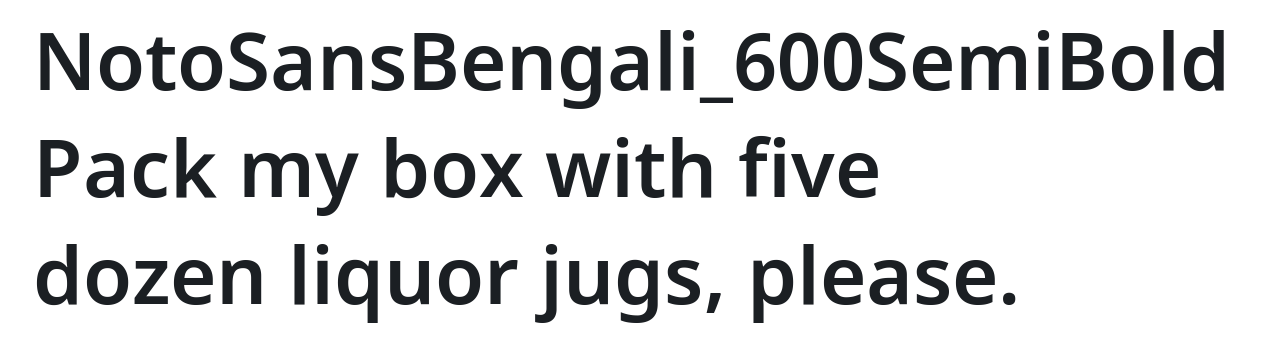 NotoSansBengali_600SemiBold
Pack my box with five
dozen liquor jugs, please.